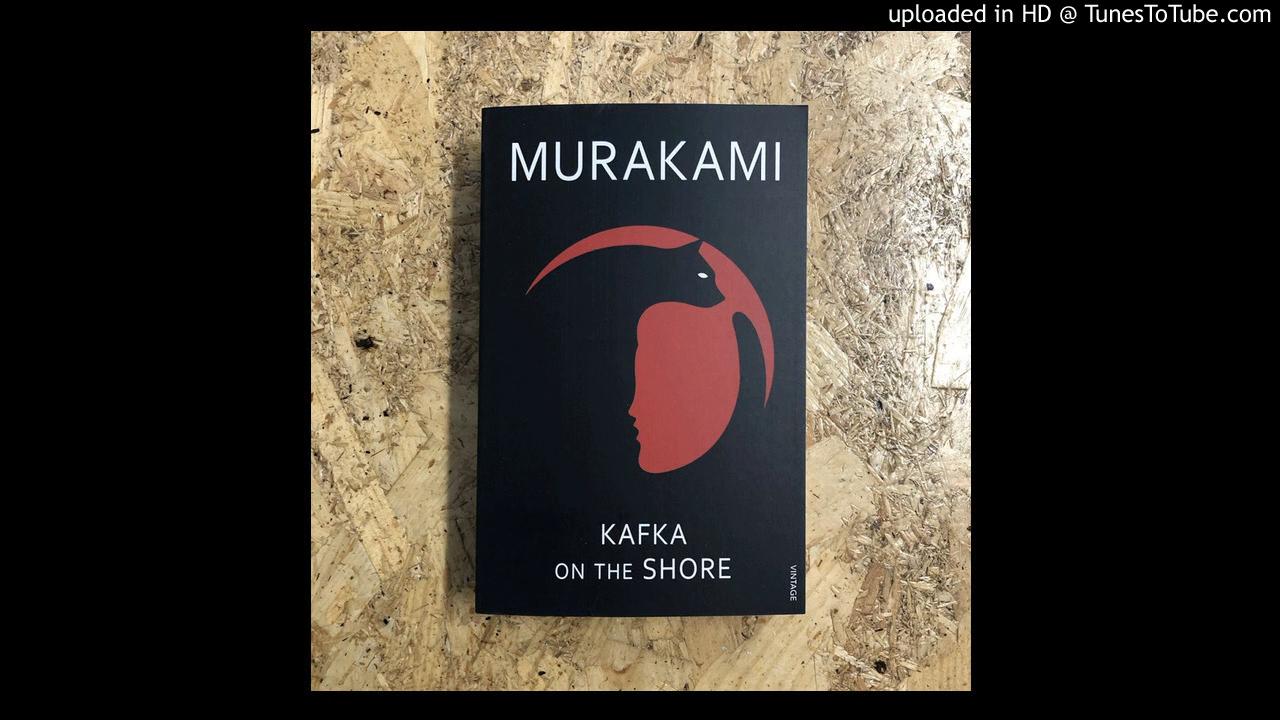 uploaded in HD @ TunesToTube.com
MURAKAMI
KAFKA
ON THE SHORE
VINTAGE